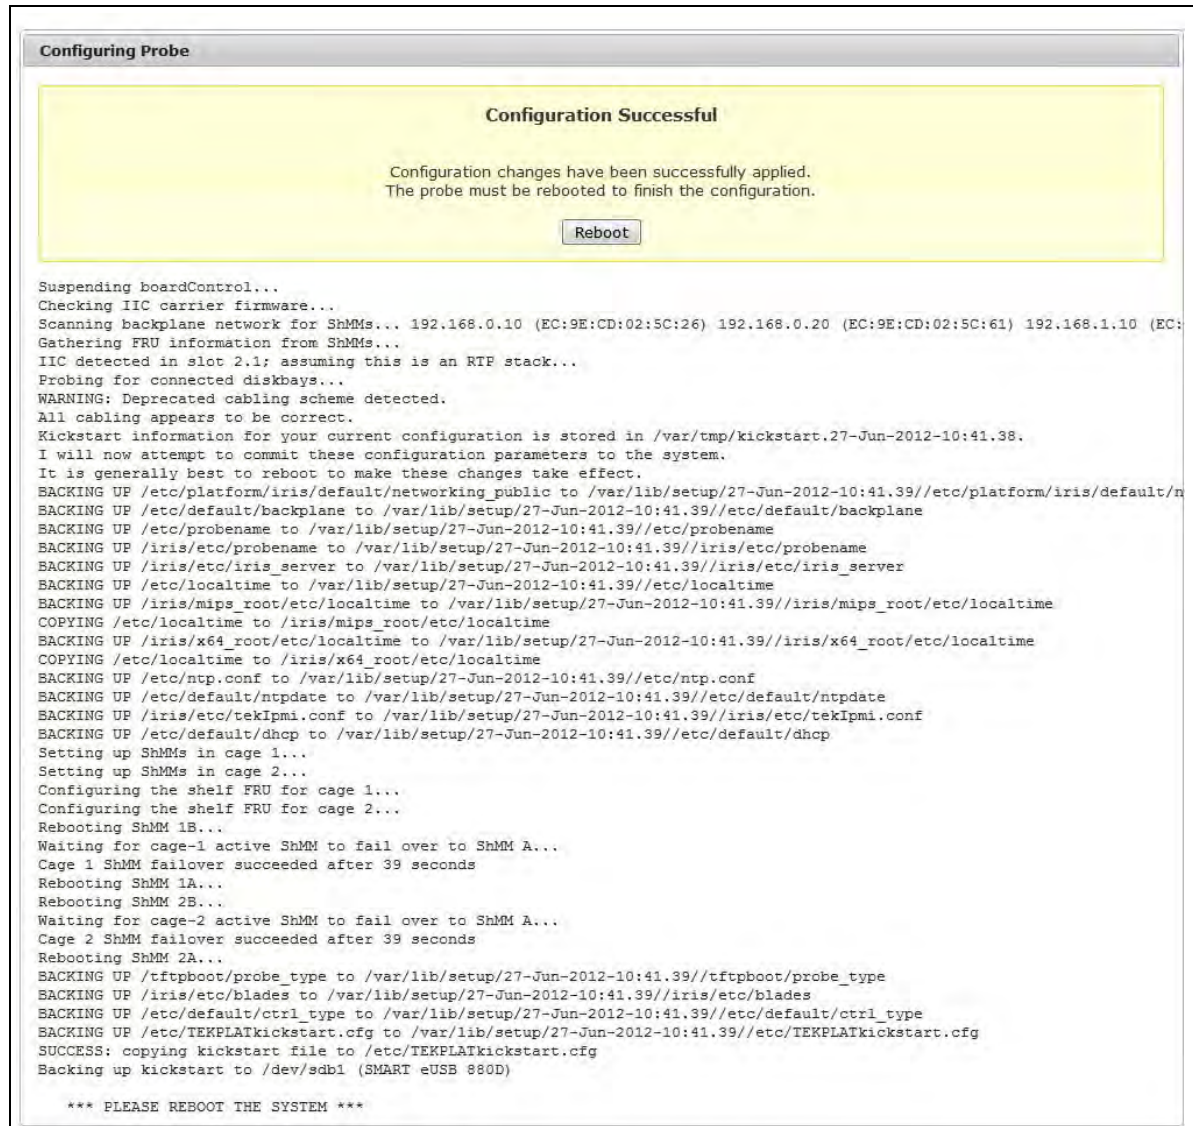 Configuring Probe
Configuration Successful
Configuration changes have been successfully applied.
The probe must be rebooted to finish the configuration.
Reboot
Suspending boardControl...
Checking IIC carrier firmware...
Scanning backplane network for ShMMs... 192.168.0.10 (EC:9E:CD:02:5C:26) 192.168.0.20 (EC:9E:CD:02:5C:61) 192.168.1.10 (EC:
Gathering FRU information from ShMMs...
IIC detected in slot 2.1; assuming this is an RTP stack...
Probing for connected diskbays...
WARNING: Deprecated cabling scheme detected.
All cabling appears to be correct.
Kickstart information for your current configuration is stored in /var/tmp/kickstart.27-Jun-2012-10:41.38.
I will now attempt to commit these configuration parameters to the system.
It is generally best to reboot to make these changes take effect.
BACKING UP /etc/platform/iris/default/networking_public to /var/lib/setup/27-Jun-2012-10:41.39//etc/platform/iris/default/n
BACKING UP /etc/default/backplane to /var/lib/setup/27-Jun-2012-10:41.39//etc/default/backplane
BACKING UP /etc/probename to /var/lib/setup/27-Jun-2012-10:41.39//etc/probename
BACKING UP /iris/etc/probename to /var/lib/setup/27-Jun-2012-10:41.39//iris/etc/probename
BACKING UP /iris/etc/iris_server to /var/lib/setup/27-Jun-2012-10:41.39//iris/etc/iris_server
BACKING UP /etc/localtime to /var/lib/setup/27-Jun-2012-10:41.39//etc/localtime
BACKING UP /iris/mips_root/etc/localtime to /var/lib/setup/27-Jun-2012-10:41.39//iris/mips_root/etc/localtime
COPYING /etc/localtime to /iris/mips_root/etc/localtime
BACKING UP /iris/x64_root/etc/localtime to /var/lib/setup/27-Jun-2012-10:41.39//iris/x64_root/etc/localtime
COPYING /etc/localtime to /iris/x64_root/etc/localtime
BACKING UP /etc/ntp.conf to /var/lib/setup/27-Jun-2012-10:41.39//etc/ntp.conf
BACKING UP /etc/default/ntpdate to /var/lib/setup/27-Jun-2012-10:41.39//etc/default/ntpdate
BACKING UP /iris/etc/tekIpmi.conf to /var/lib/setup/27-Jun-2012-10:41.39//iris/etc/tekIpmi.conf
BACKING UP /etc/default/dhcp to /var/lib/setup/27-Jun-2012-10:41.39//etc/default/dhcp
Setting up ShMMs in cage 1...
Setting up ShMMs in cage 2...
Configuring the shelf FRU for cage 1...
Configuring the shelf FRU for cage 2...
Rebooting ShMM 1B...
Waiting for cage-1 active ShMM to fail over to ShMM A...
Cage 1 ShMM failover succeeded after 39 seconds
Rebooting ShMM 1A...
Rebooting ShMM 2B...
Waiting for cage-2 active ShMM to fail over to ShMM A...
Cage 2 ShMM failover succeeded after 39 seconds
Rebooting ShMM 2A...
BACKING UP /tftpboot/probe_type to /var/lib/setup/27-Jun-2012-10:41.39//tftpboot/probe_type
BACKING UP /iris/etc/blades to /var/lib/setup/27-Jun-2012-10:41.39//iris/etc/blades
BACKING UP /etc/default/ctrl_type to /var/lib/setup/27-Jun-2012-10:41.39//etc/default/ctrl_type
BACKING UP /etc/TEKPLATkickstart.cfg to /var/lib/setup/27-Jun-2012-10:41.39//etc/TEKPLATkickstart.cfg
SUCCESS: copying kickstart file to /etc/TEKPLATkickstart.cfg
Backing up kickstart to /dev/sdb1 (SMART eUSB 880D)
*** PLEASE REBOOT THE SYSTEM ***